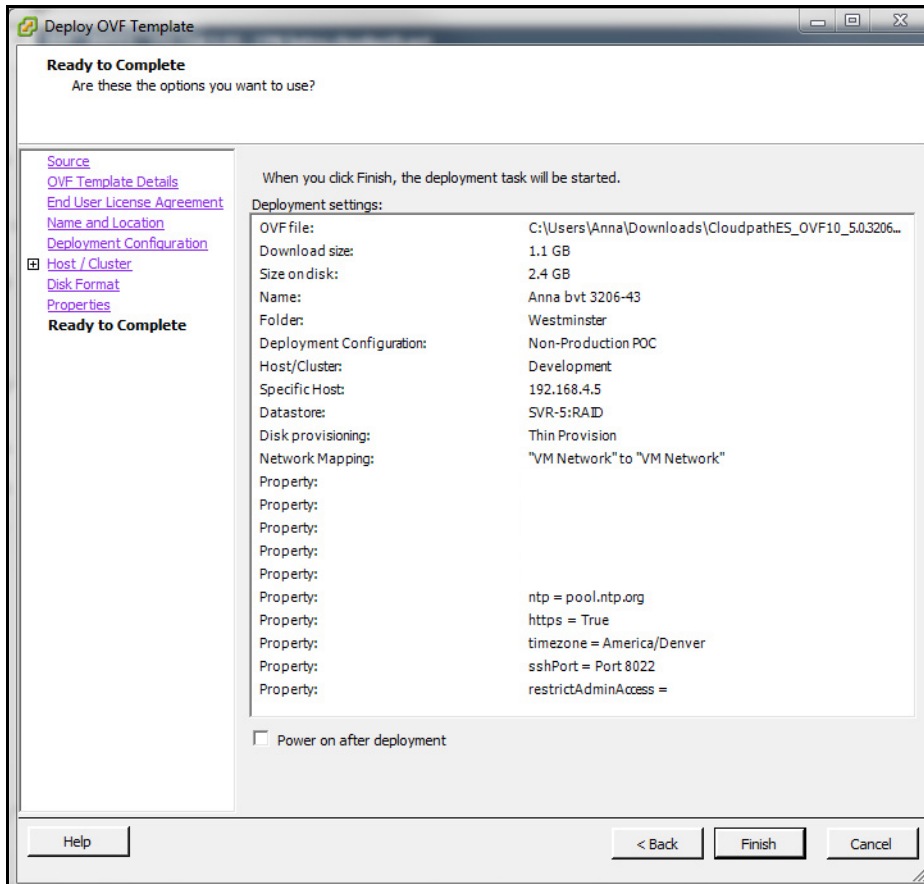 Deploy OVF Template
Ready to Complete
Are these the options you want to use?
Source
OVF Template Details
End User License Agreement
Name and Location
Deployment Configuration
Host / Cluster
Disk Format
Properties
Ready to Complete
When you click Finish, the deployment task will be started.
Deployment settings:
OVF file: C:\Users\Anna\Downloads\CloudpathES_OVF10_5.0.3206...
Download size: 1.1 GB
Size on disk: 2.4 GB
Name: Anna bvt 3206-43
Folder: Westminster
Deployment Configuration: Non-Production POC
Host/Cluster: Development
Specific Host: 192.168.4.5
Datastore: SVR-5:RAID
Disk provisioning: Thin Provision
Network Mapping: "VM Network" to "VM Network"
Property:
Property:
Property:
Property:
Property:
Property: ntp = pool.ntp.org
Property: https = True
Property: timezone = America/Denver
Property: sshPort = Port 8022
Property: restrictAdminAccess =
Power on after deployment
Help
< Back
Finish
Cancel